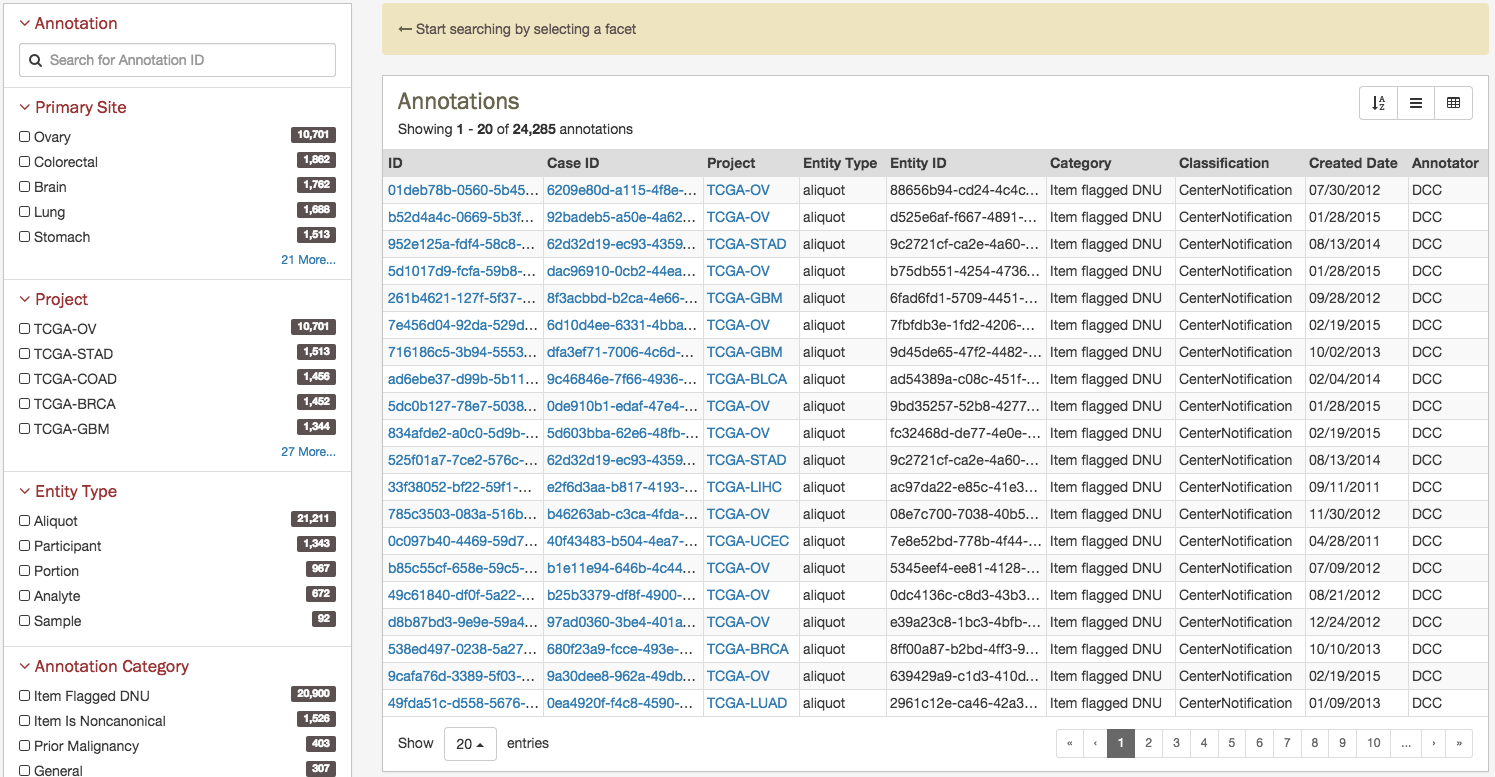 Annotation
Search for Annotation ID
Primary Site
Ovary 10,701
Colorectal 1,862
Brain 1,762
Lung 1,688
Stomach 1,513
21 More...
Project
TCGA-OV 10,701
TCGA-STAD 1,513
TCGA-COAD 1,456
TCGA-BRCA 1,452
TCGA-GBM 1,344
27 More...
Entity Type
Aliquot 21,211
Participant 1,343
Portion 967
Analyte 672
Sample 92
Annotation Category
Item Flagged DNU 20,900
Item Is Noncanonical 1,526
Prior Malignancy 403
General 307
← Start searching by selecting a facet
Annotations
Showing 1 - 20 of 24,285 annotations
ID Case ID Project Entity Type Entity ID Category Classification Created Date Annotator
01deb78b-0560-5b45... 6209e80d-a115-4f8e-... TCGA-OV aliquot 88656b94-cd24-4c4c... Item flagged DNU CenterNotification 07/30/2012 DCC
b52d4a4c-0669-5b3f... 92badeb5-a50e-4a62... TCGA-OV aliquot d525e6af-f667-4891-... Item flagged DNU CenterNotification 01/28/2015 DCC
952e125a-fdf4-58c8-... 62d32d19-ec93-4359... TCGA-STAD aliquot 9c2721cf-ca2e-4a60-... Item flagged DNU CenterNotification 08/13/2014 DCC
5d1017d9-fcfa-59b8-... dac96910-0cb2-44ea... TCGA-OV aliquot b75db551-4254-4736... Item flagged DNU CenterNotification 01/28/2015 DCC
261b4621-127f-5f37-... 8f3acbbd-b2ca-4e66-... TCGA-GBM aliquot 6fad6fd1-5709-4451-... Item flagged DNU CenterNotification 09/28/2012 DCC
7e456d04-92da-529d... 6d10d4ee-6331-4bba... TCGA-OV aliquot 7fbfdb3e-1fd2-4206-... Item flagged DNU CenterNotification 02/19/2015 DCC
716186c5-3b94-5553... dfa3ef71-7006-4c6d-... TCGA-GBM aliquot 9d45de65-47f2-4482-... Item flagged DNU CenterNotification 10/02/2013 DCC
ad6ebe37-d99b-5b11... 9c46846e-7f66-4936-... TCGA-BLCA aliquot ad54389a-c08c-451f-... Item flagged DNU CenterNotification 02/04/2014 DCC
5dc0b127-78e7-5038... 0de910b1-edaf-47e4-... TCGA-OV aliquot 9bd35257-52b8-4277... Item flagged DNU CenterNotification 01/28/2015 DCC
834afde2-a0c0-5d9b-... 5d603bba-62e6-48fb-... TCGA-OV aliquot fc32468d-de77-4e0e-... Item flagged DNU CenterNotification 02/19/2015 DCC
525f01a7-7ce2-576c-... 62d32d19-ec93-4359... TCGA-STAD aliquot 9c2721cf-ca2e-4a60-... Item flagged DNU CenterNotification 08/13/2014 DCC
33f38052-bf22-59f1-... e2f6d3aa-b817-4193-... TCGA-LIHC aliquot ac97da22-e85c-41e3... Item flagged DNU CenterNotification 09/11/2011 DCC
785c3503-083a-516b... b46263ab-c3ca-4fda-... TCGA-OV aliquot 08e7c700-7038-40b5... Item flagged DNU CenterNotification 11/30/2012 DCC
0c097b40-4469-59d7... 40f43483-b504-4ea7-... TCGA-UCEC aliquot 7e8e52bd-778b-4f44-... Item flagged DNU CenterNotification 04/28/2011 DCC
b85c55cf-658e-59c5-... b1e11e94-646b-4c44... TCGA-OV aliquot 5345eef4-ee81-4128-... Item flagged DNU CenterNotification 07/09/2012 DCC
49c61840-df0f-5a22-... b25b3379-df8f-4900-... TCGA-OV aliquot 0dc4136c-c8d3-43b3... Item flagged DNU CenterNotification 08/21/2012 DCC
d8b87bd3-9e9e-59a4... 97ad0360-3be4-401a... TCGA-OV aliquot e39a23c8-1bc3-4bfb-... Item flagged DNU CenterNotification 12/24/2012 DCC
538ed497-0238-5a27... 680f23a9-fcce-493e-... TCGA-BRCA aliquot 8ff00a87-b2bd-4ff3-9... Item flagged DNU CenterNotification 10/10/2013 DCC
9cafa76d-3389-5f03-... 9a30dee8-962a-49db... TCGA-OV aliquot 639429a9-c1d3-410d... Item flagged DNU CenterNotification 02/19/2015 DCC
49fda51c-d558-5676-... 0ea4920f-f4c8-4590-... TCGA-LUAD aliquot 2961c12e-ca46-42a3... Item flagged DNU CenterNotification 01/09/2013 DCC
Show 20 entries
« ‹ 1 2 3 4 5 6 7 8 9 10 ... › »